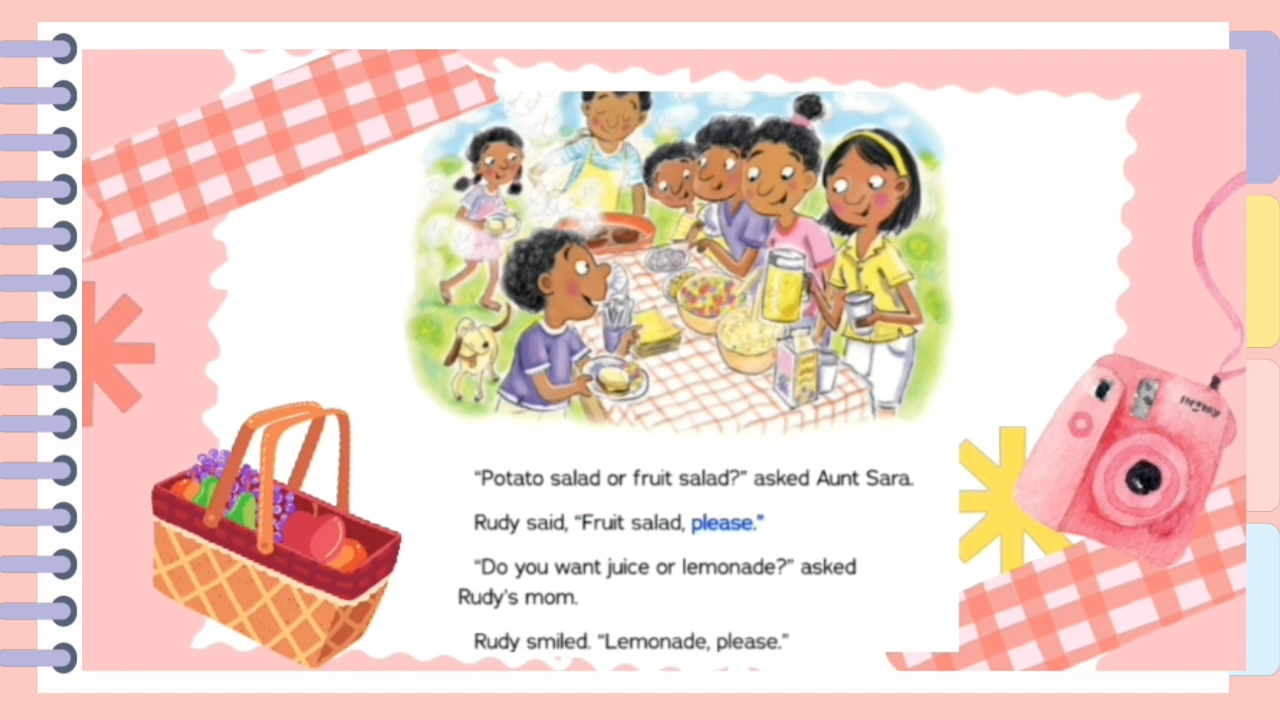 “Potato salad or fruit salad?” asked Aunt Sara.
Rudy said, “Fruit salad, please.”
“Do you want juice or lemonade?” asked
Rudy’s mom.
Rudy smiled. “Lemonade, please.”